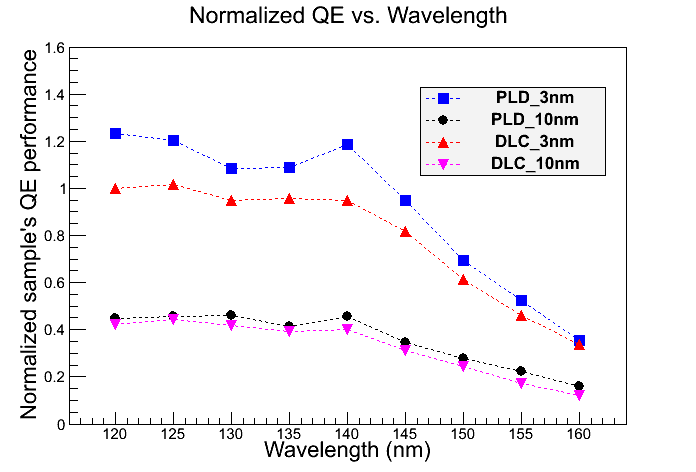 Normalized QE vs. Wavelength
Normalized sample's QE performance
1.6
1.4
1.2
1
0.8
0.6
0.4
0.2
0
PLD_3nm
PLD_10nm
DLC_3nm
DLC_10nm
120 125 130 135 140 145 150 155 160
Wavelength (nm)